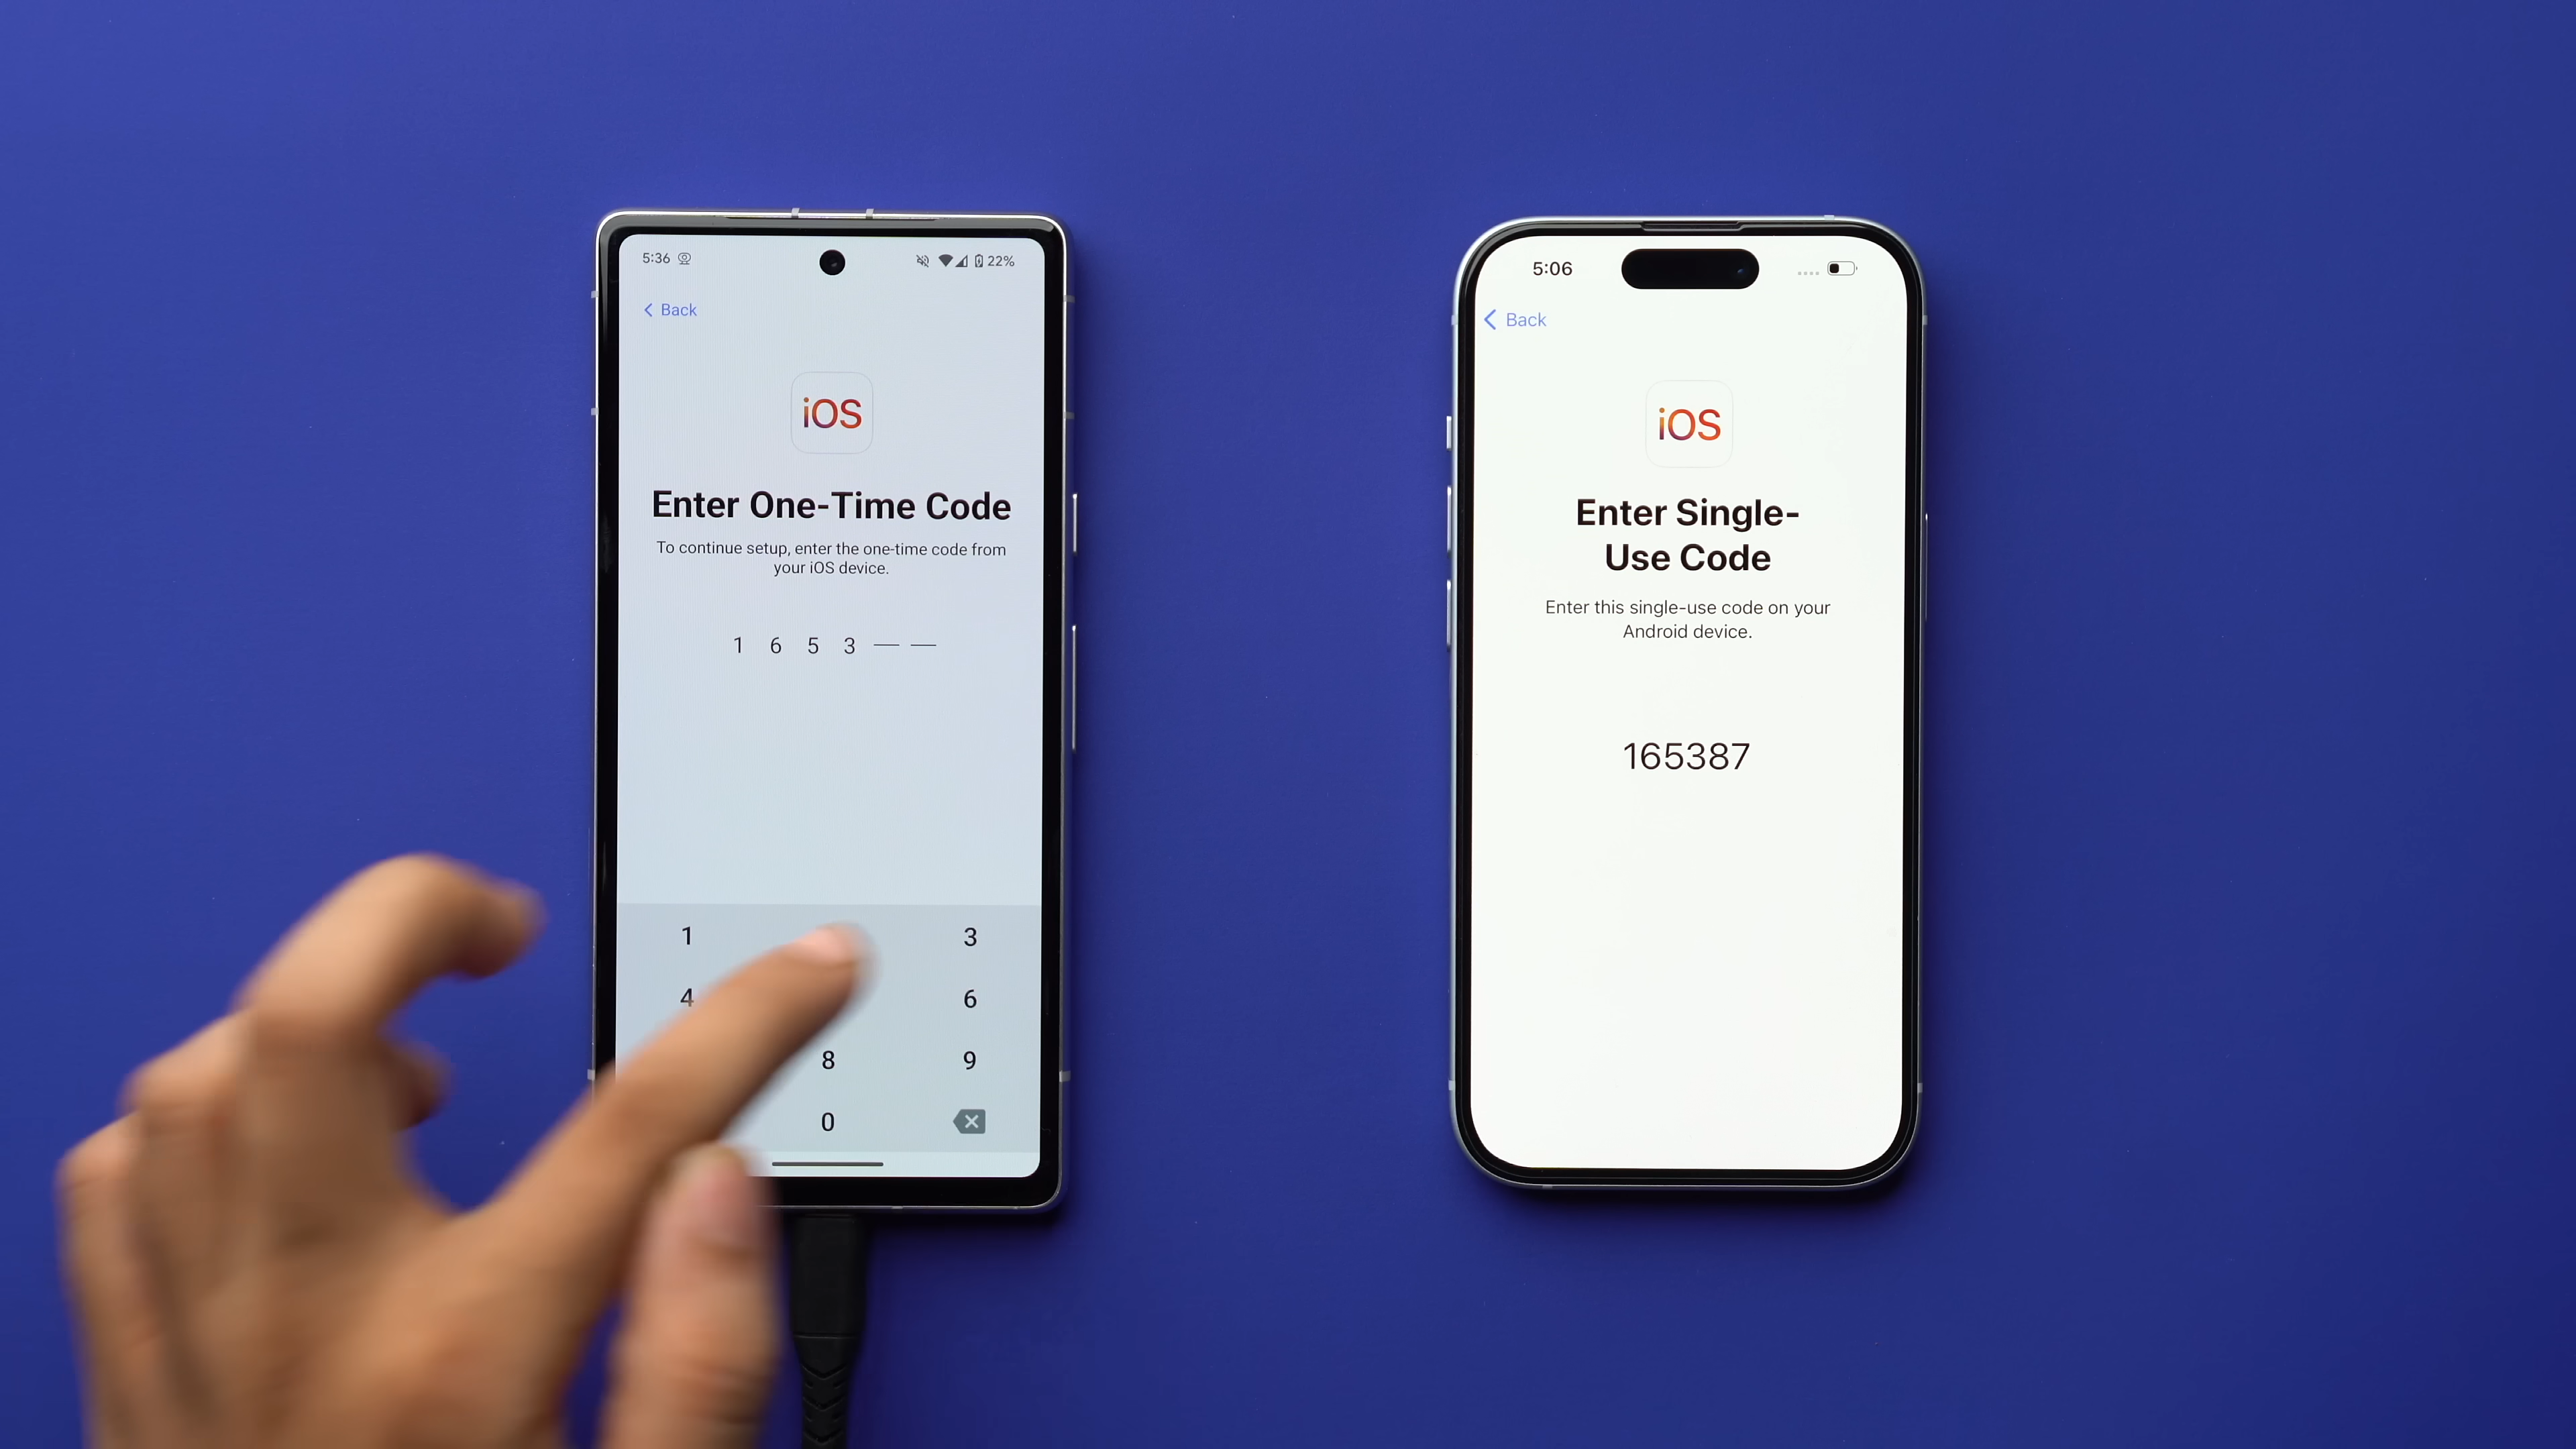 5:36
22%
Back
iOS
Enter One-Time Code
To continue setup, enter the one-time code from
your iOS device.
1 6 5 3
1
3
4
6
8
9
0
5:06
Back
iOS
Enter Single-
Use Code
Enter this single-use code on your
Android device.
165387